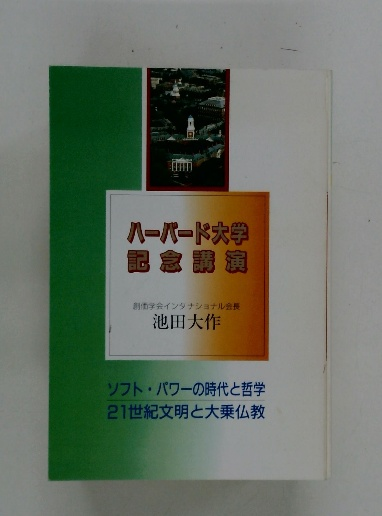 ハーバード大学
記念講演
創価学会インタナショナル会長
池田大作
ソフト・パワーの時代と哲学
21世紀文明と大乗仏教